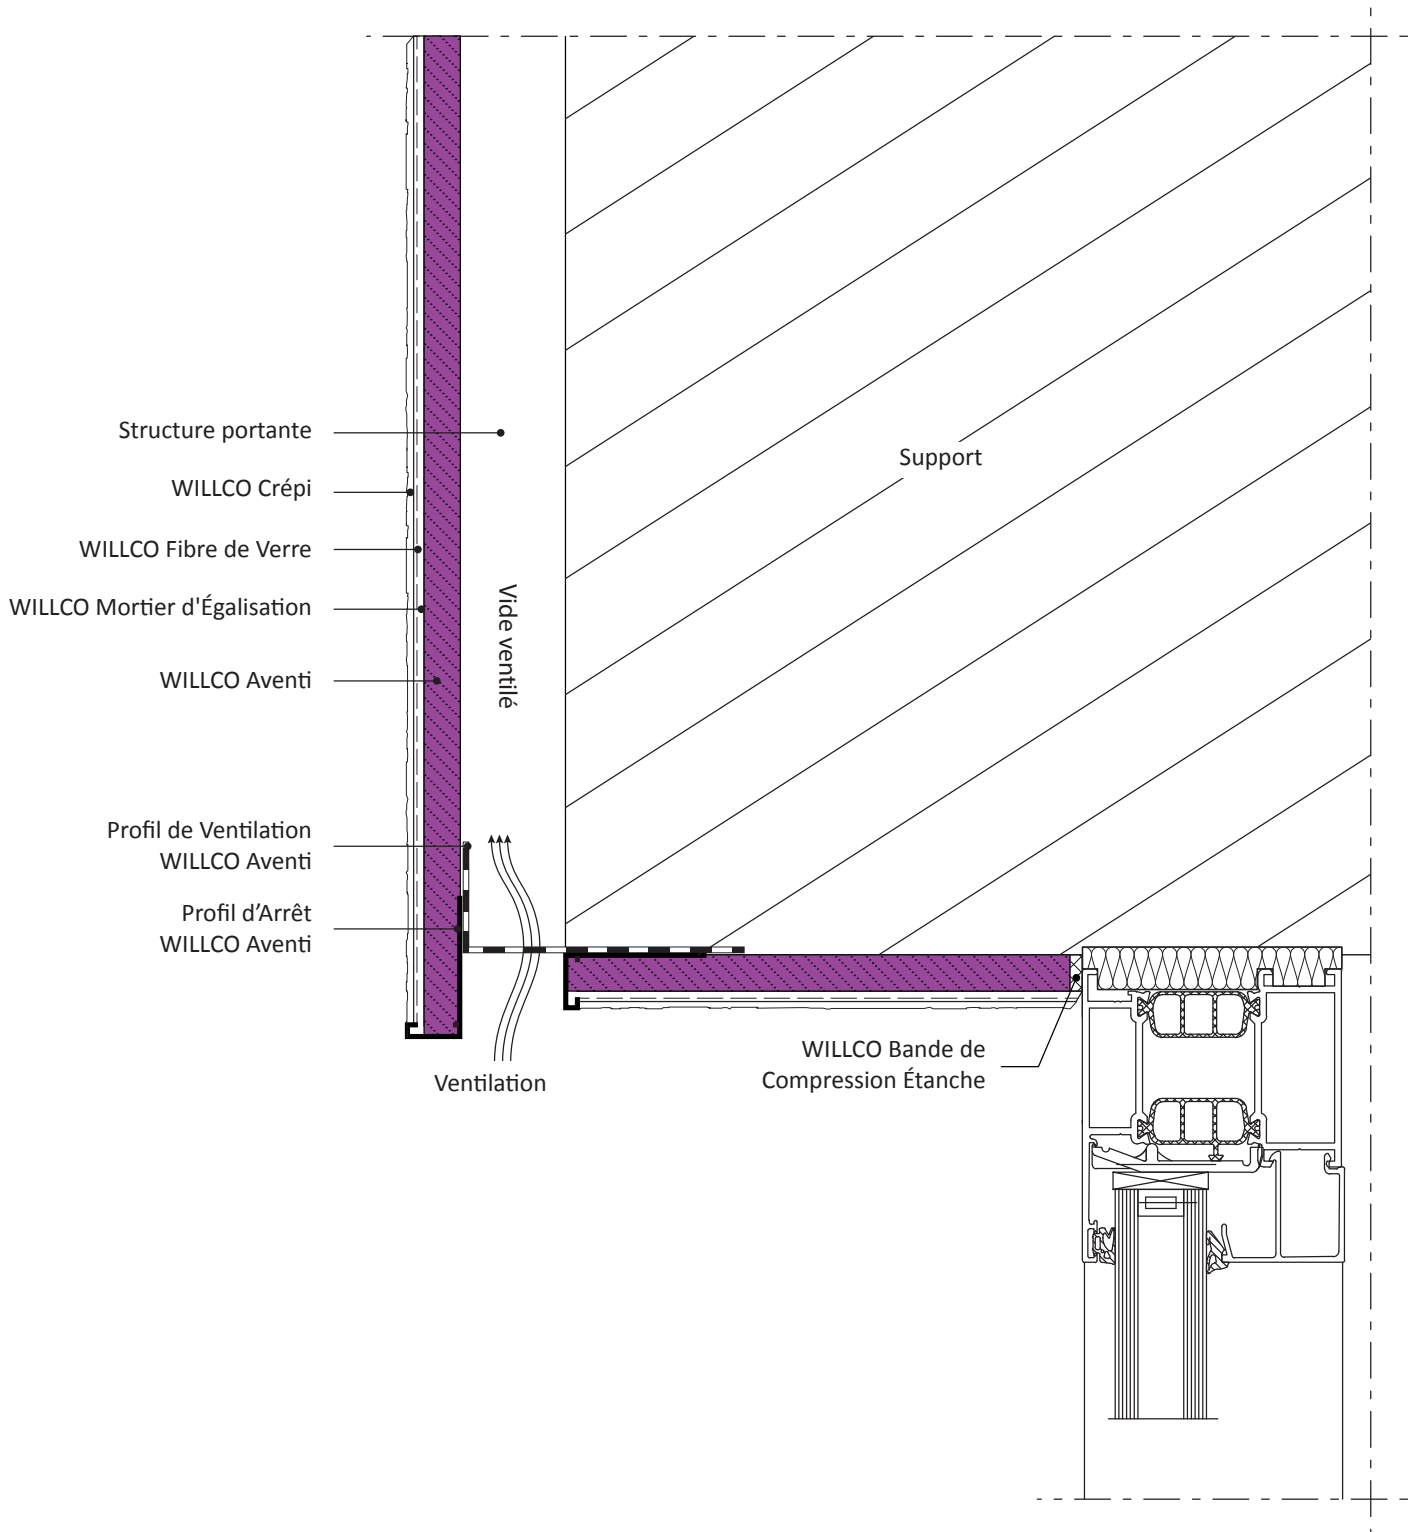 Structure portante
WILLCO Crépi
WILLCO Fibre de Verre
WILLCO Mortier d'Égalisation
WILLCO Aventi
Profil de Ventilation
WILLCO Aventi
Profil d’Arrêt
WILLCO Aventi
Vide ventilé
Support
Ventilation
WILLCO Bande de
Compression Étanche